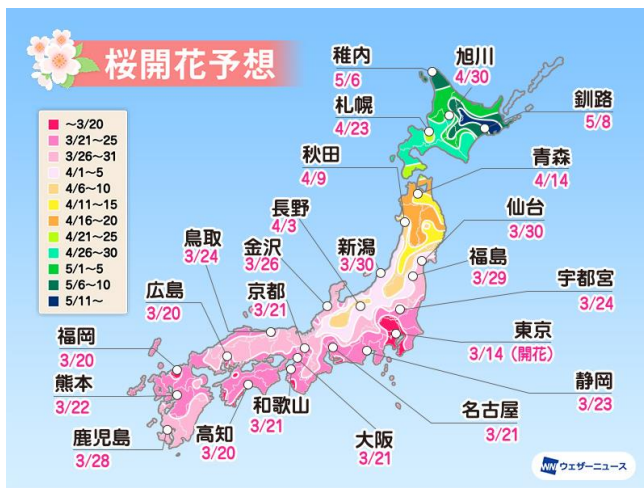 桜開花予想
~3/20
3/21~25
3/26~31
4/1~5
4/6~10
4/11~15
4/16~20
4/21~25
4/26~30
5/1~5
5/6~10
5/11~
稚内
5/6
旭川
4/30
札幌
4/23
釧路
5/8
秋田
4/9
青森
4/14
長野
4/3
仙台
3/30
鳥取
3/24
金沢
3/26
新潟
3/30
福島
3/29
広島
3/20
京都
3/21
宇都宮
3/24
福岡
3/20
東京
3/14(開花)
熊本
3/22
静岡
3/23
和歌山
3/21
名古屋
3/21
鹿児島
3/28
高知
3/20
大阪
3/21
WNI ウェザーニュース